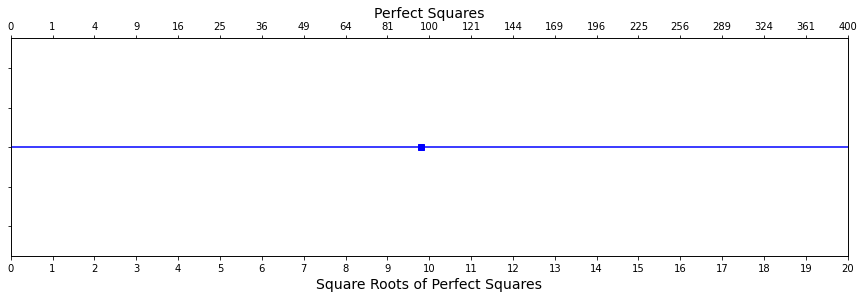 Perfect Squares
0 1 4 9 16 25 36 49 64 81 100 121 144 169 196 225 256 289 324 361 400
0 1 2 3 4 5 6 7 8 9 10 11 12 13 14 15 16 17 18 19 20
Square Roots of Perfect Squares